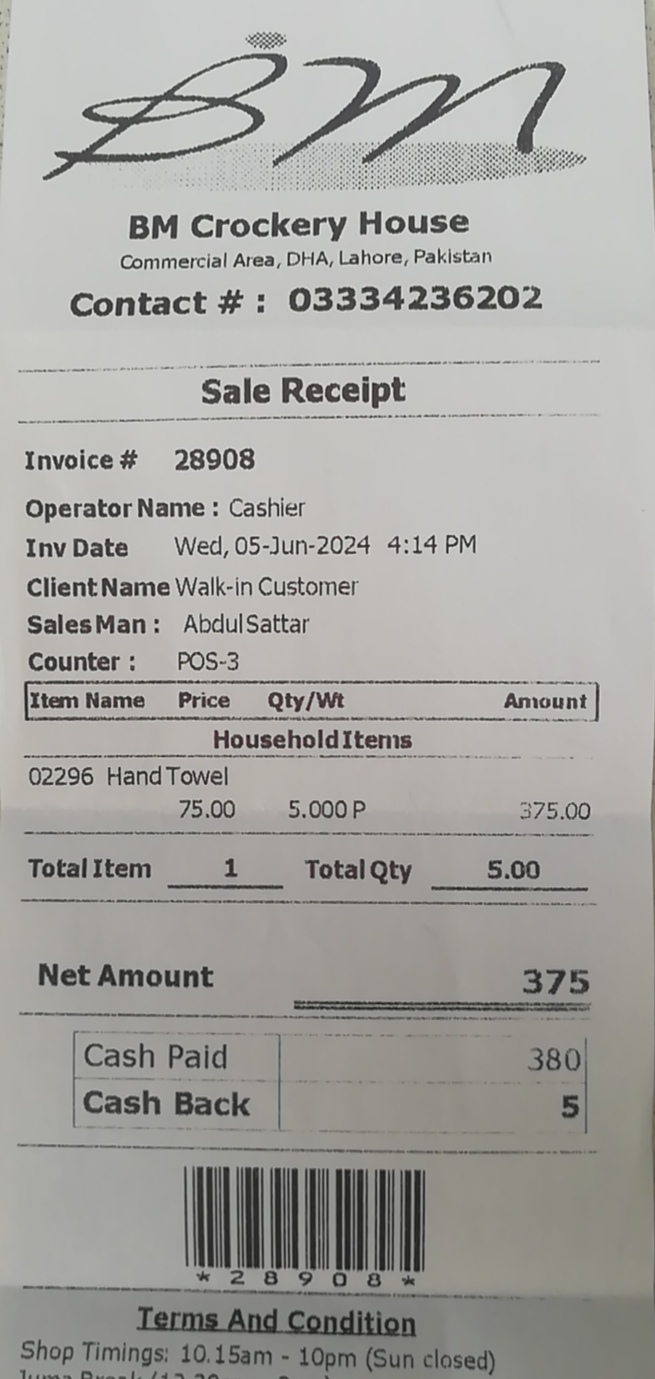 BM
BM Crockery House
Commercial Area, DHA, Lahore, Pakistan
Contact # : 03334236202
Sale Receipt
Invoice # 28908
Operator Name : Cashier
Inv Date Wed, 05-Jun-2024 4:14 PM
Client Name Walk-in Customer
Sales Man : Abdul Sattar
Counter : POS-3
Item Name Price Qty/Wt Amount
Household Items
02296 Hand Towel
75.00 5.000 P 375.00
Total Item 1 Total Qty 5.00
Net Amount 375
Cash Paid 380
Cash Back 5
*28908*
Terms And Condition
Shop Timings: 10.15am - 10pm (Sun closed)